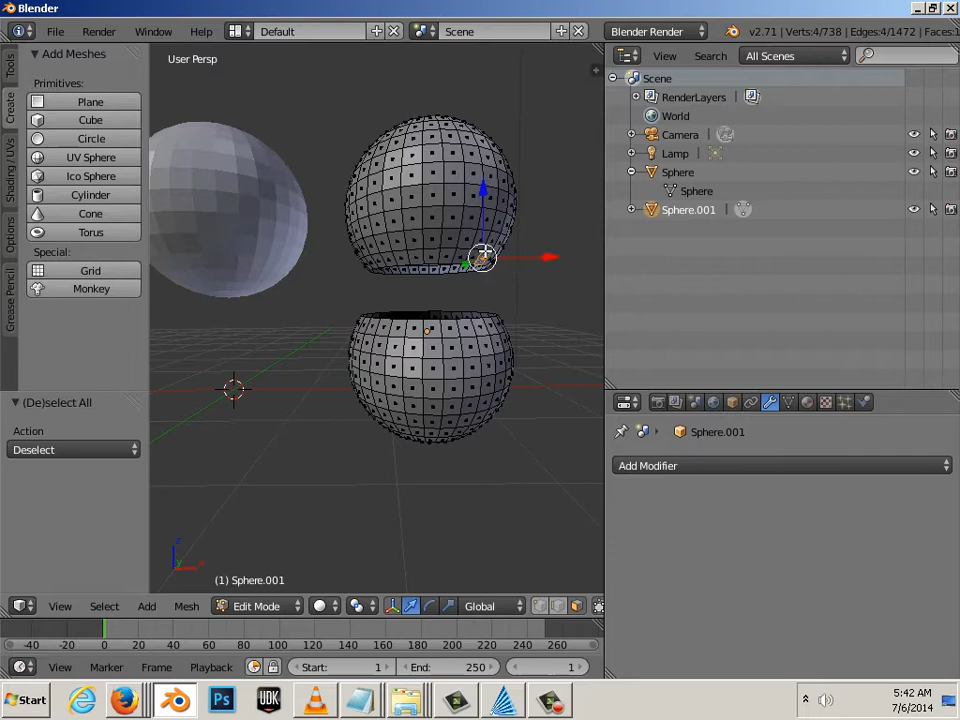 Blender
File Render Window Help Default Scene Blender Render v2.71 | Verts:4/738 | Edges:4/1472 | Faces:1
Add Meshes
Primitives:
Plane
Cube
Circle
UV Sphere
Ico Sphere
Cylinder
Cone
Torus
Special:
Grid
Monkey
Tools
Create
Shading / UVs
Options
Grease Pencil
(De)select All
Action
Deselect
User Persp
(1) Sphere.001
View Search All Scenes
Scene
RenderLayers
World
Camera
Lamp
Sphere
Sphere
Sphere.001
Sphere.001
Add Modifier
z
y
x
View Select Add Mesh Edit Mode Global
-40 -20 0 20 40 60 80 100 120 140 160 180 200 220 240 260
View Marker Frame Playback Start: 1 End: 250 1
Start Ps UDK 5:42 AM
7/6/2014